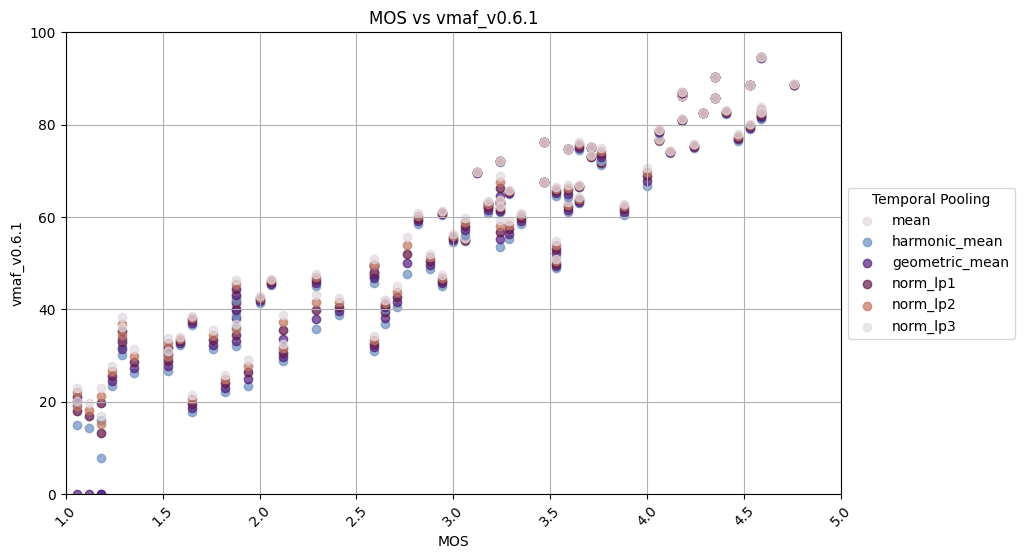 MOS vs vmaf_v0.6.1
100
80
60
40
20
0
vmaf_v0.6.1
1.0
1.5
2.0
2.5
3.0
3.5
4.0
4.5
5.0
MOS
Temporal Pooling
mean
harmonic_mean
geometric_mean
norm_lp1
norm_lp2
norm_lp3